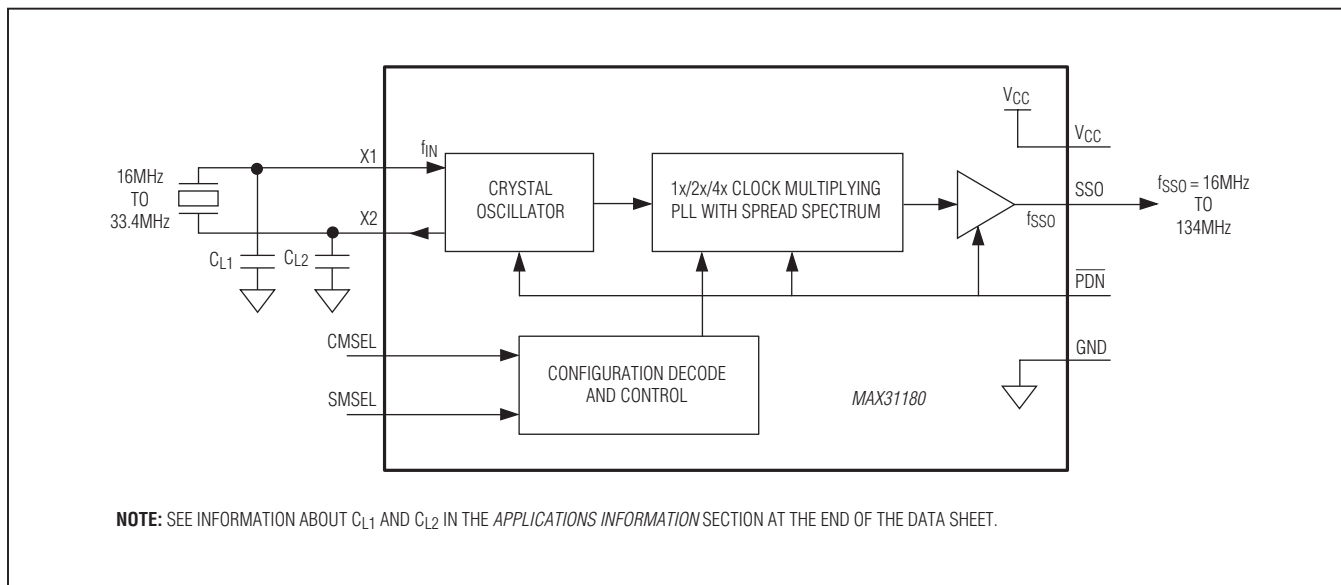 16MHz
TO
33.4MHz
CL1
CL2
X1
X2
fIN
CRYSTAL
OSCILLATOR
1x/2x/4x CLOCK MULTIPLYING
PLL WITH SPREAD SPECTRUM
VCC
VCC
SSO
fSSO
fSSO = 16MHz
TO
134MHz
PDN
GND
CMSEL
SMSEL
CONFIGURATION DECODE
AND CONTROL
MAX31180
NOTE: SEE INFORMATION ABOUT CL1 AND CL2 IN THE APPLICATIONS INFORMATION SECTION AT THE END OF THE DATA SHEET.